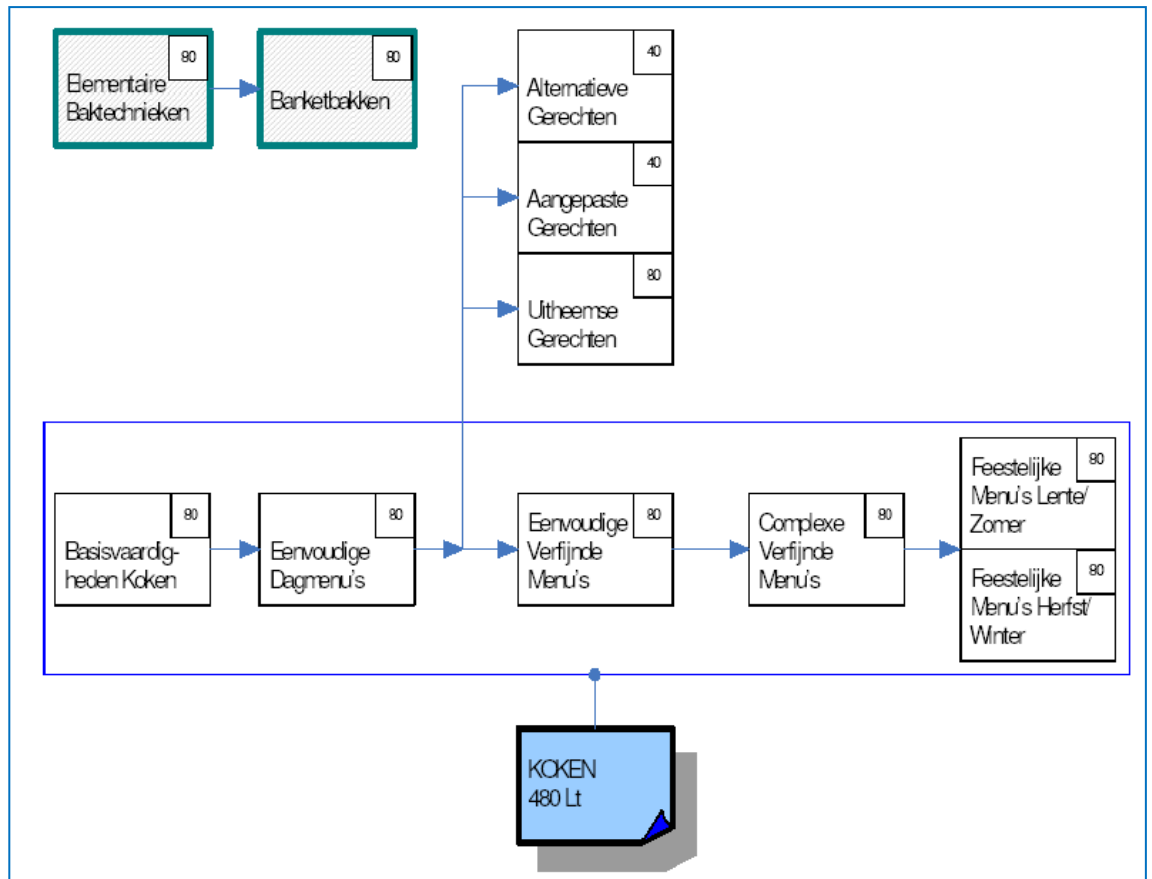 80
Elementaire
Baktechnieken
80
Banketbakken
40
Alternatieve
Gerechten
40
Aangepaste
Gerechten
80
Uitheemse
Gerechten
80
Basisvaardig-
heden Koken
80
Eenvoudige
Dagmenu's
80
Eenvoudige
Verfijnde
Menu's
80
Complexe
Verfijnde
Menu's
80
Feestelijke
Menu's Lente/
Zomer
80
Feestelijke
Menu's Herfst/
Winter
KOKEN
480 Lt